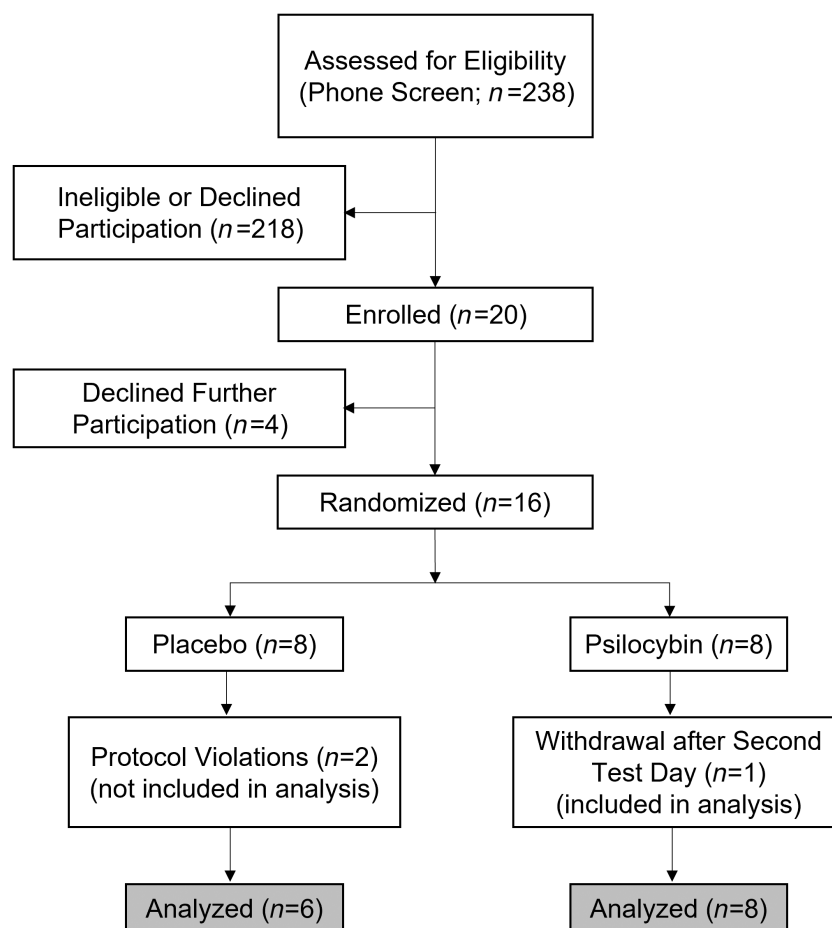 Assessed for Eligibility
(Phone Screen; n=238)
Ineligible or Declined
Participation (n=218)
Enrolled (n=20)
Declined Further
Participation (n=4)
Randomized (n=16)
Placebo (n=8)
Psilocybin (n=8)
Protocol Violations (n=2)
(not included in analysis)
Withdrawal after Second
Test Day (n=1)
(included in analysis)
Analyzed (n=6)
Analyzed (n=8)